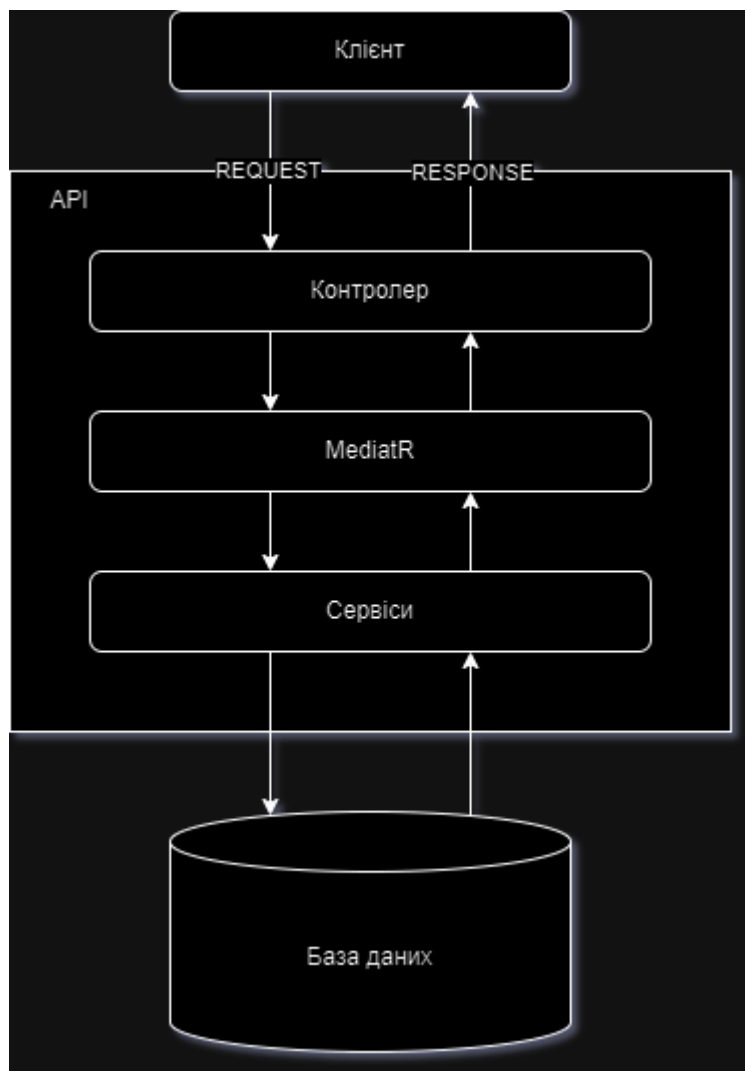 Клієнт
REQUEST
RESPONSE
API
Контролер
MediatR
Сервіси
База даних